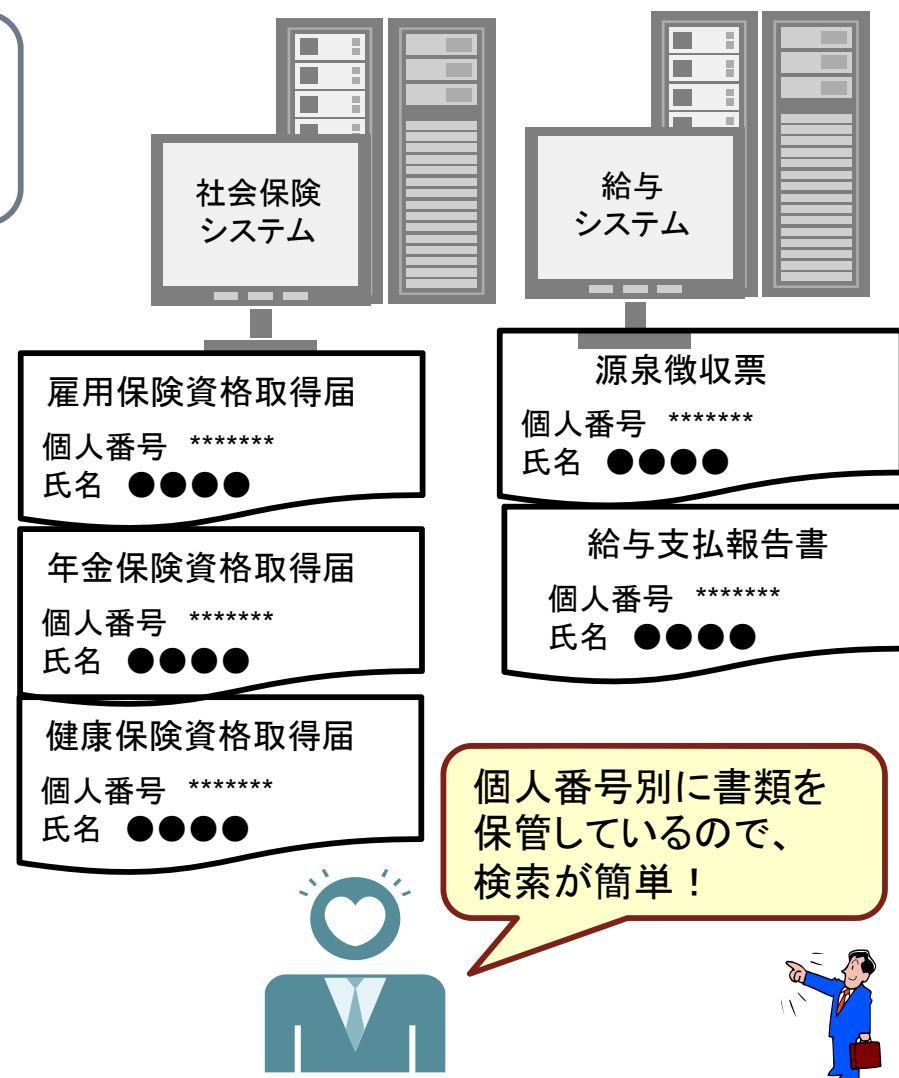 社会保険
システム
給与
システム
雇用保険資格取得届
個人番号 *******
氏名 ●●●●
年金保険資格取得届
個人番号 *******
氏名 ●●●●
健康保険資格取得届
個人番号 *******
氏名 ●●●●
源泉徴収票
個人番号 *******
氏名 ●●●●
給与支払報告書
個人番号 *******
氏名 ●●●●
個人番号別に書類を
保管しているので、
検索が簡単！